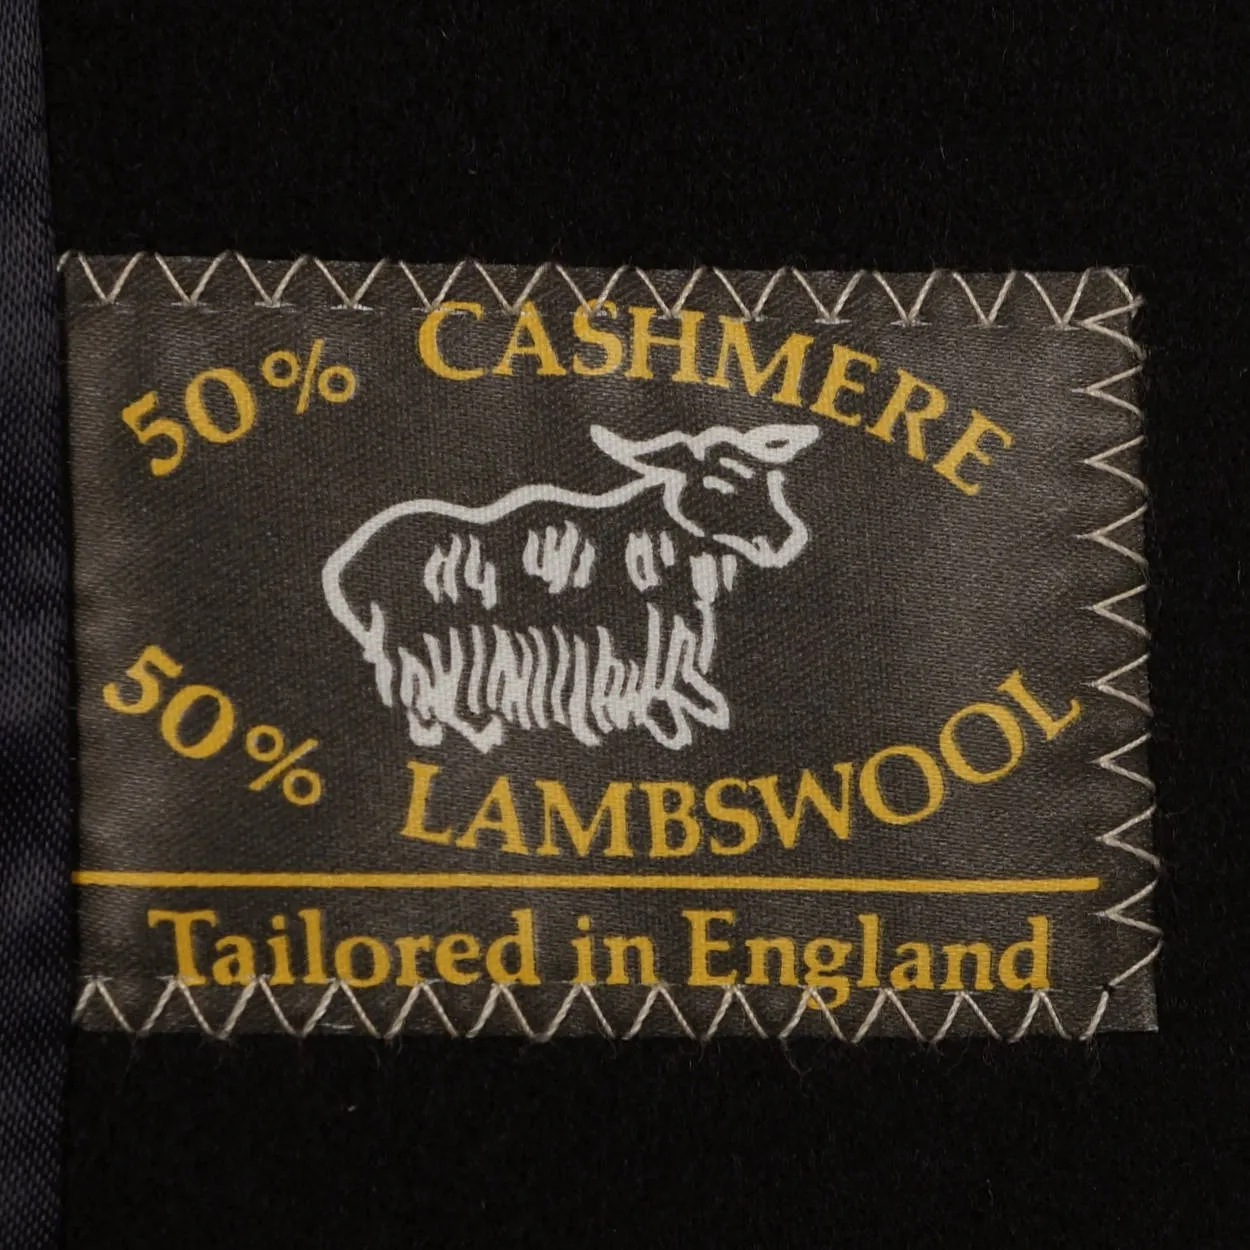 50% CASHMERE
50% LAMBSWOOL
Tailored in England